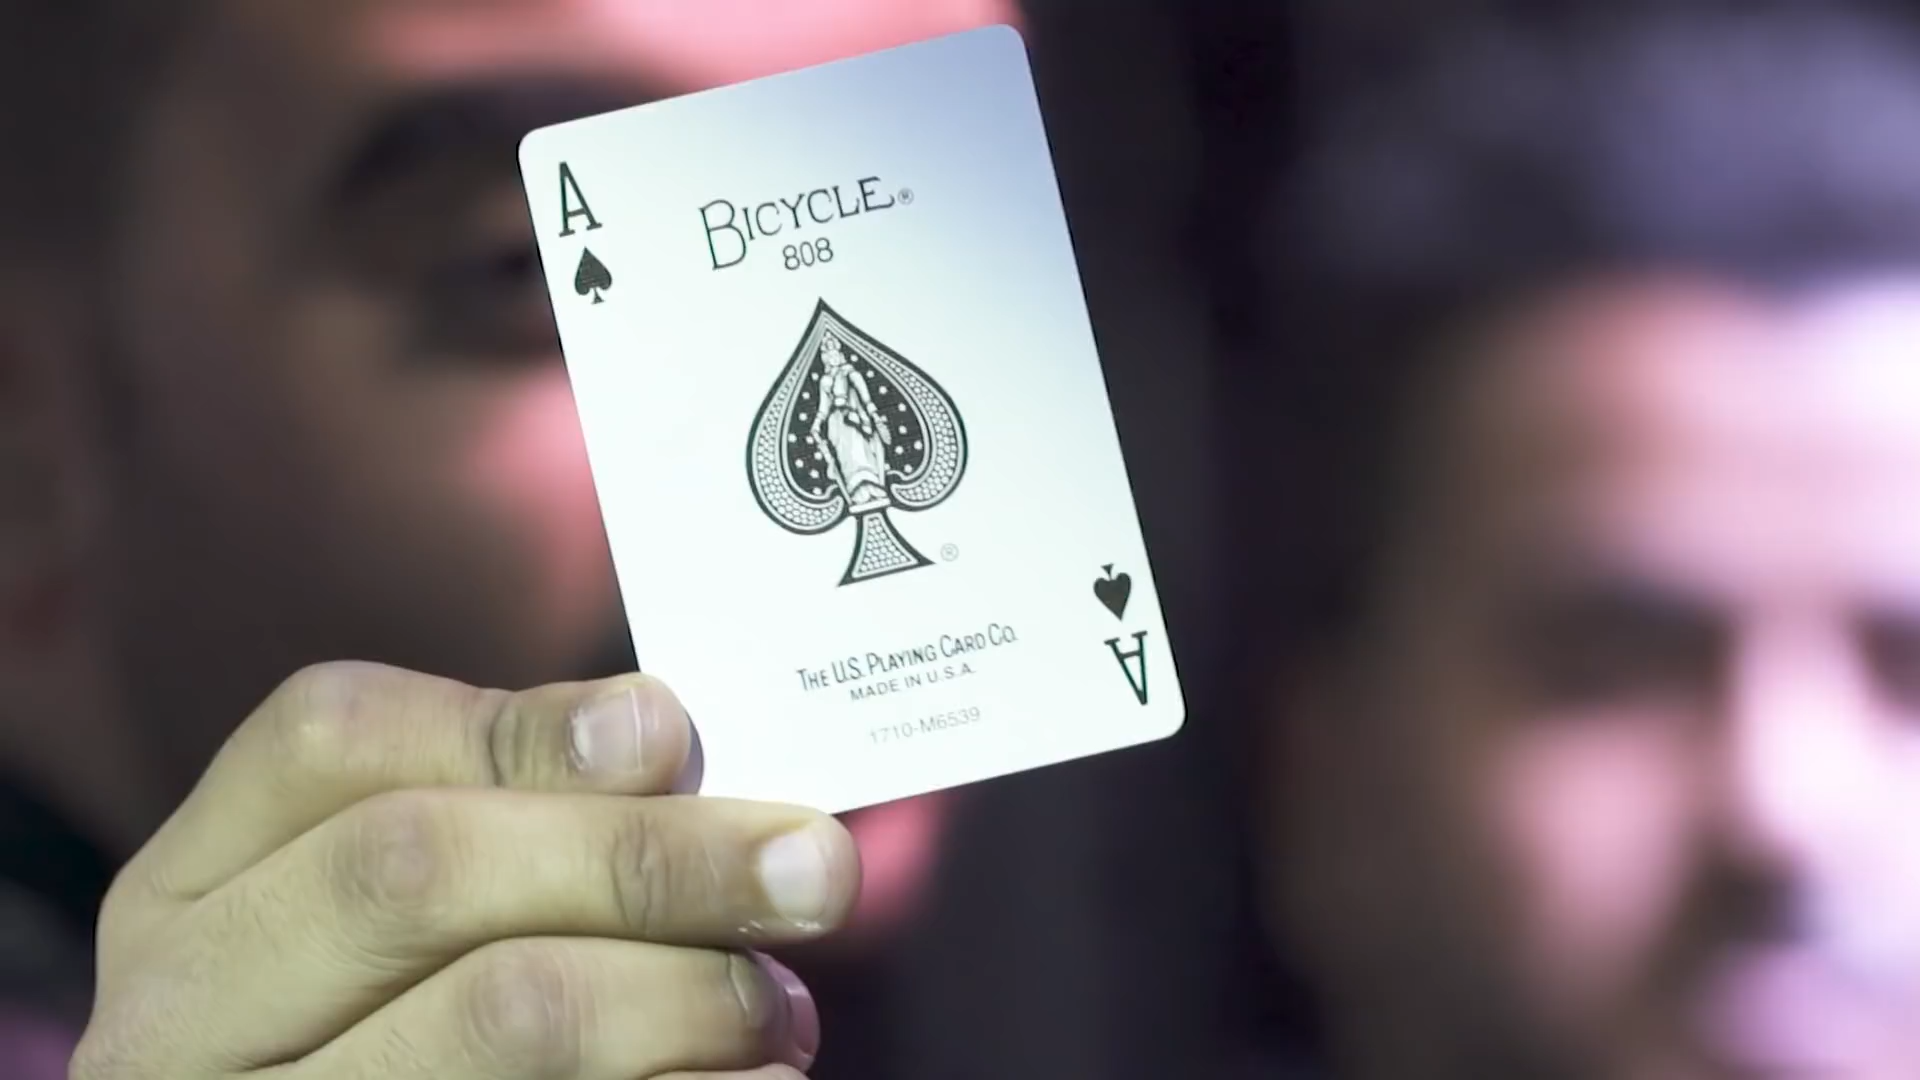 A
BICYCLE®
808
®
THE U.S. PLAYING CARD CO.
MADE IN U.S.A.
1710-M6539
A